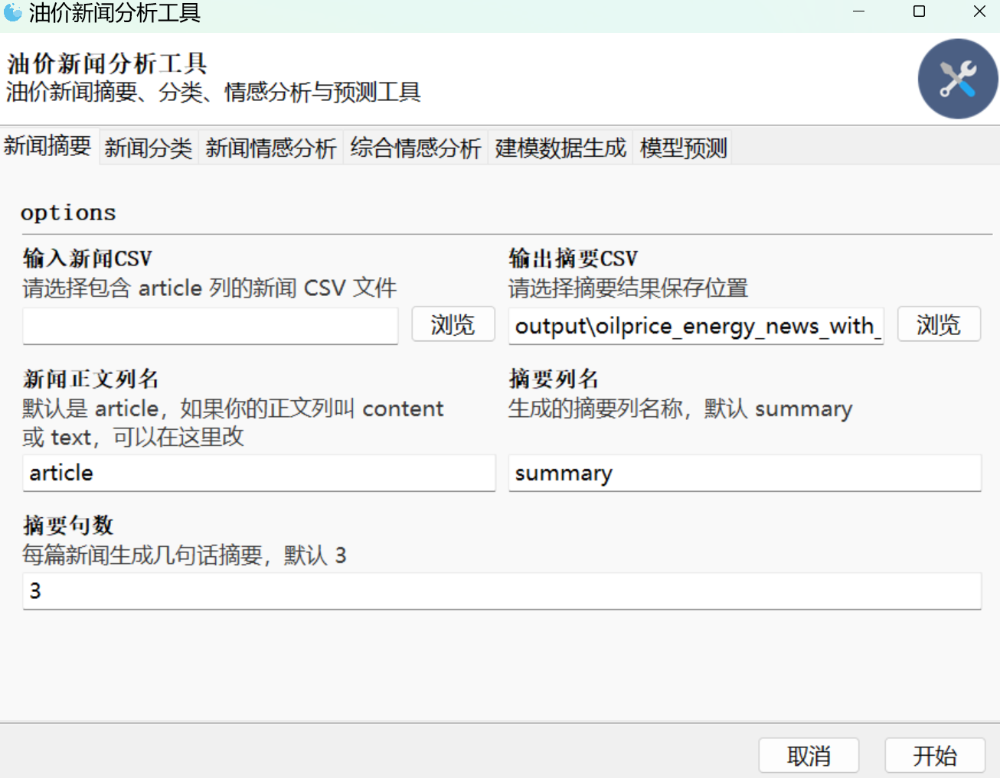 油价新闻分析工具
油价新闻分析工具
油价新闻摘要、分类、情感分析与预测工具
新闻摘要 新闻分类 新闻情感分析 综合情感分析 建模数据生成 模型预测
options
输入新闻CSV
请选择包含 article 列的新闻 CSV 文件
浏览
输出摘要CSV
请选择摘要结果保存位置
output\oilprice_energy_news_with_
浏览
新闻正文列名
默认是 article，如果你的正文列叫 content
或 text，可以在这里改
article
摘要列名
生成的摘要列名称，默认 summary
summary
摘要句数
每篇新闻生成几句话摘要，默认 3
3
取消
开始